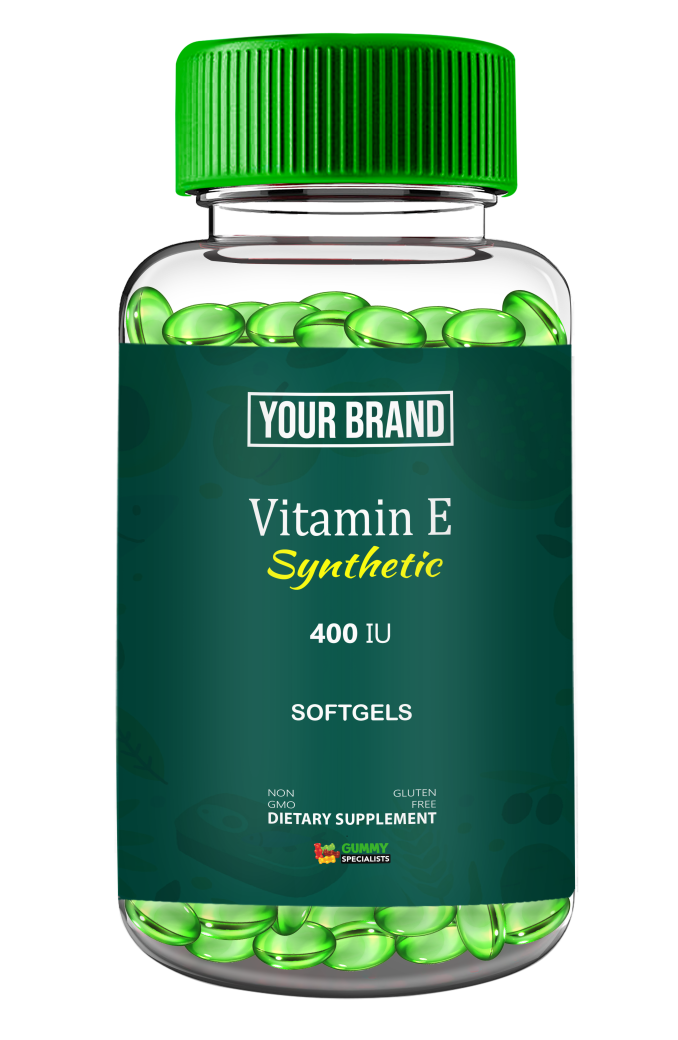 YOUR BRAND
Vitamin E
Synthetic
400 IU
SOFTGELS
NON GLUTEN
GMO FREE
DIETARY SUPPLEMENT
GUMMY
SPECIALISTS